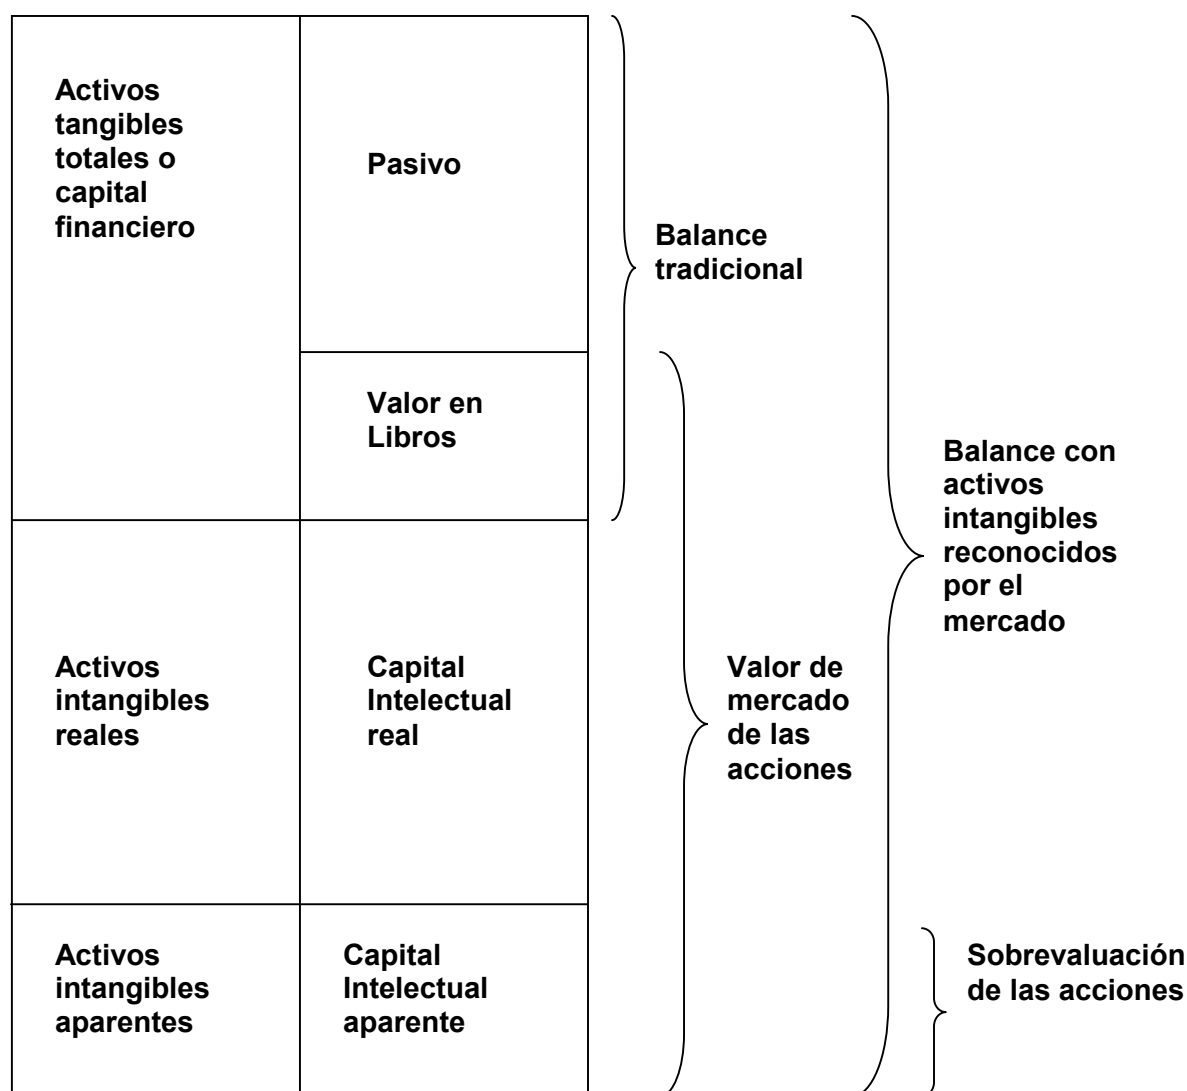 Activos
tangibles
totales o
capital
financiero
Pasivo
Balance
tradicional
Valor en
Libros
Balance con
activos
intangibles
reconocidos
por el
mercado
Activos
intangibles
reales
Capital
Intelectual
real
Valor de
mercado
de las
acciones
Activos
intangibles
aparentes
Capital
Intelectual
aparente
Sobrevaluación
de las acciones